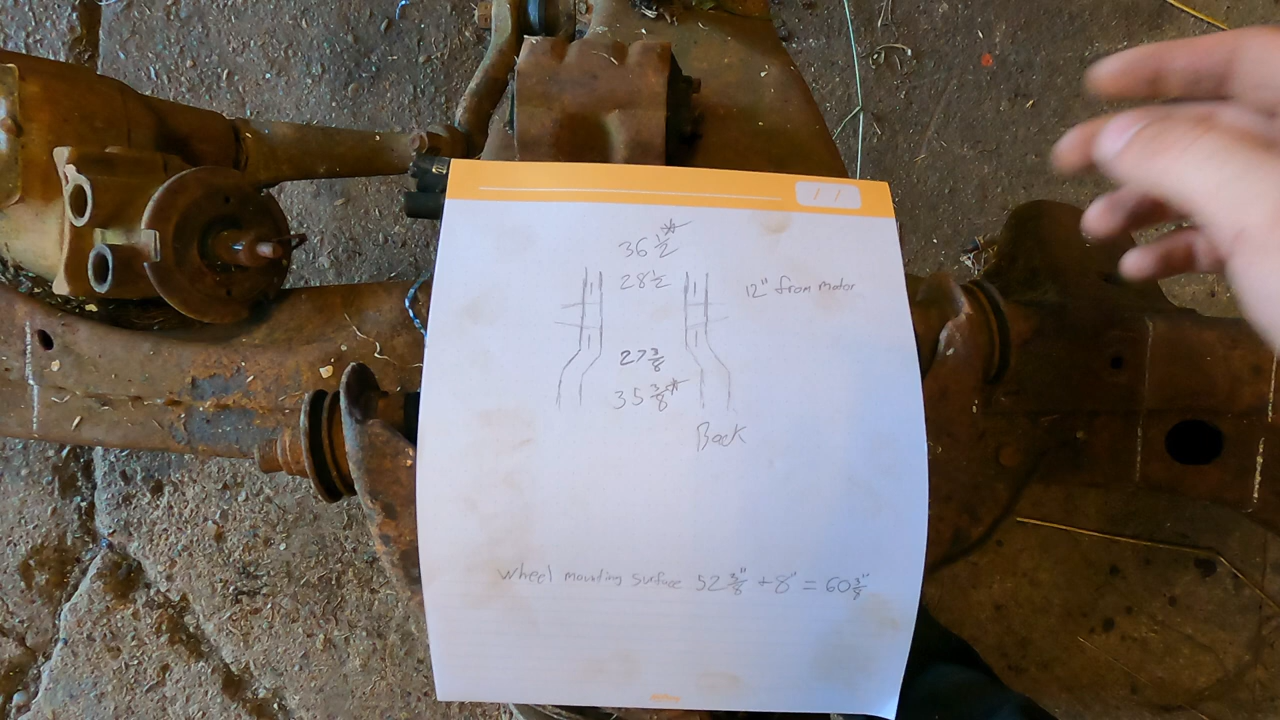 36 1/2*
28 1/2
12" from motor
27 3/8
35 3/8*
Back
wheel mounting surface 52 3/8" + 8" = 60 3/8"